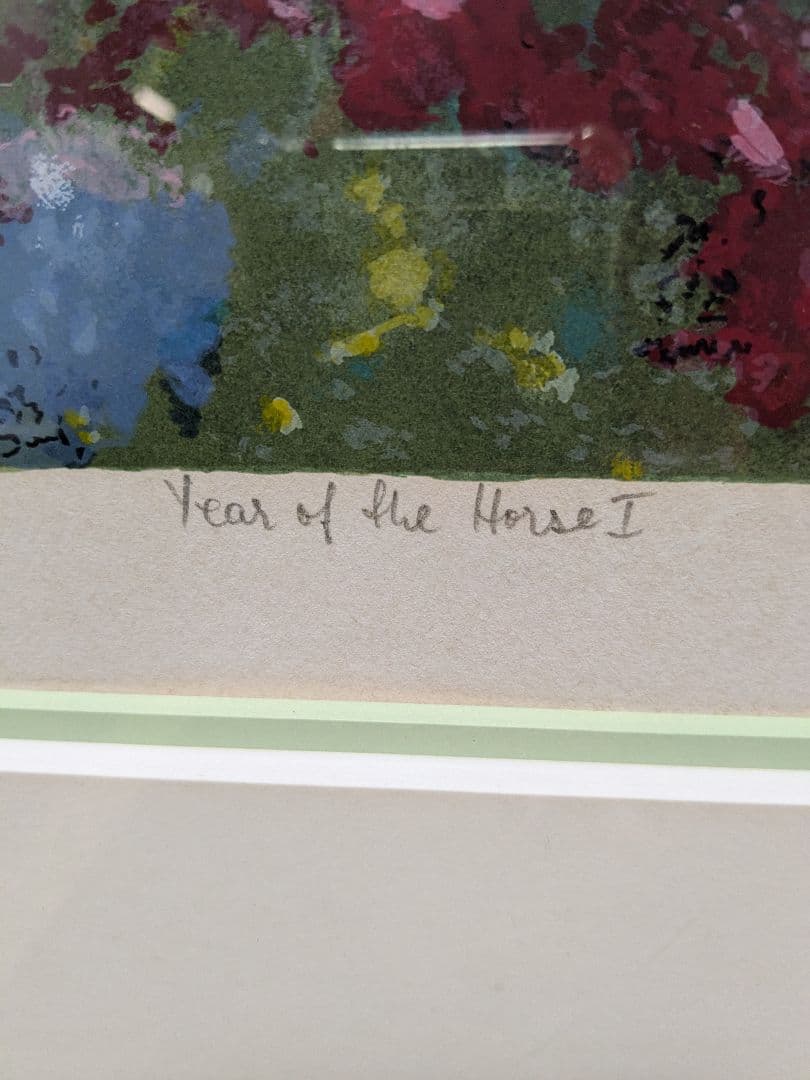 Year of the Horse I